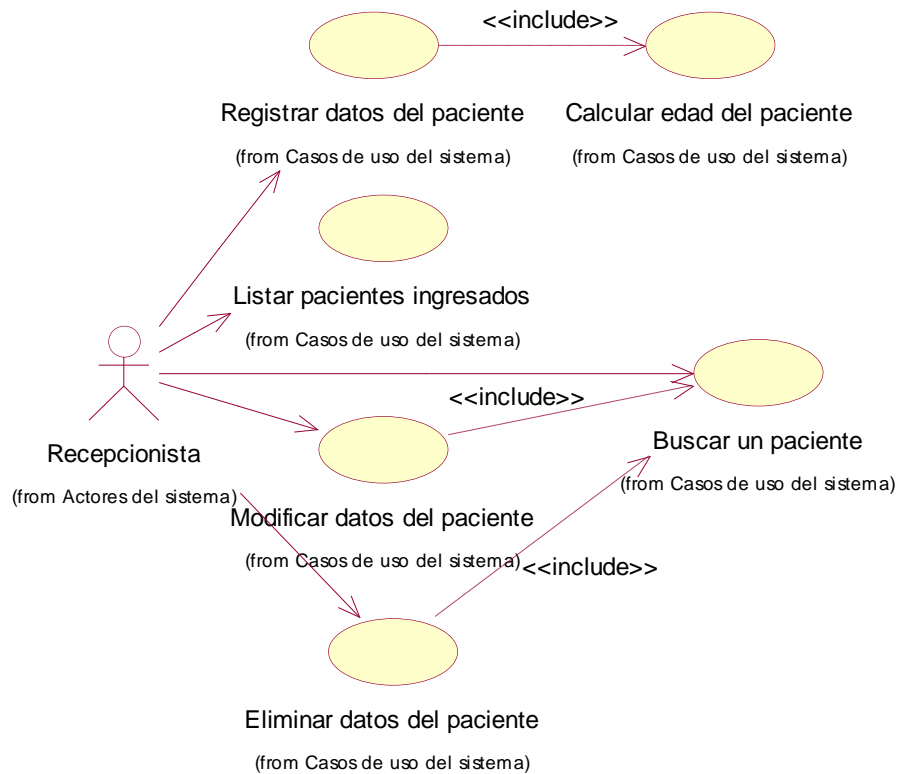 <<include>>
Registrar datos del paciente
(from Casos de uso del sistema)
Calcular edad del paciente
(from Casos de uso del sistema)
Listar pacientes ingresados
(from Casos de uso del sistema)
<<include>>
Recepcionista
(from Actores del sistema)
Buscar un paciente
(from Casos de uso del sistema)
Modificar datos del paciente
(from Casos de uso del sistema)
<<include>>
Eliminar datos del paciente
(from Casos de uso del sistema)